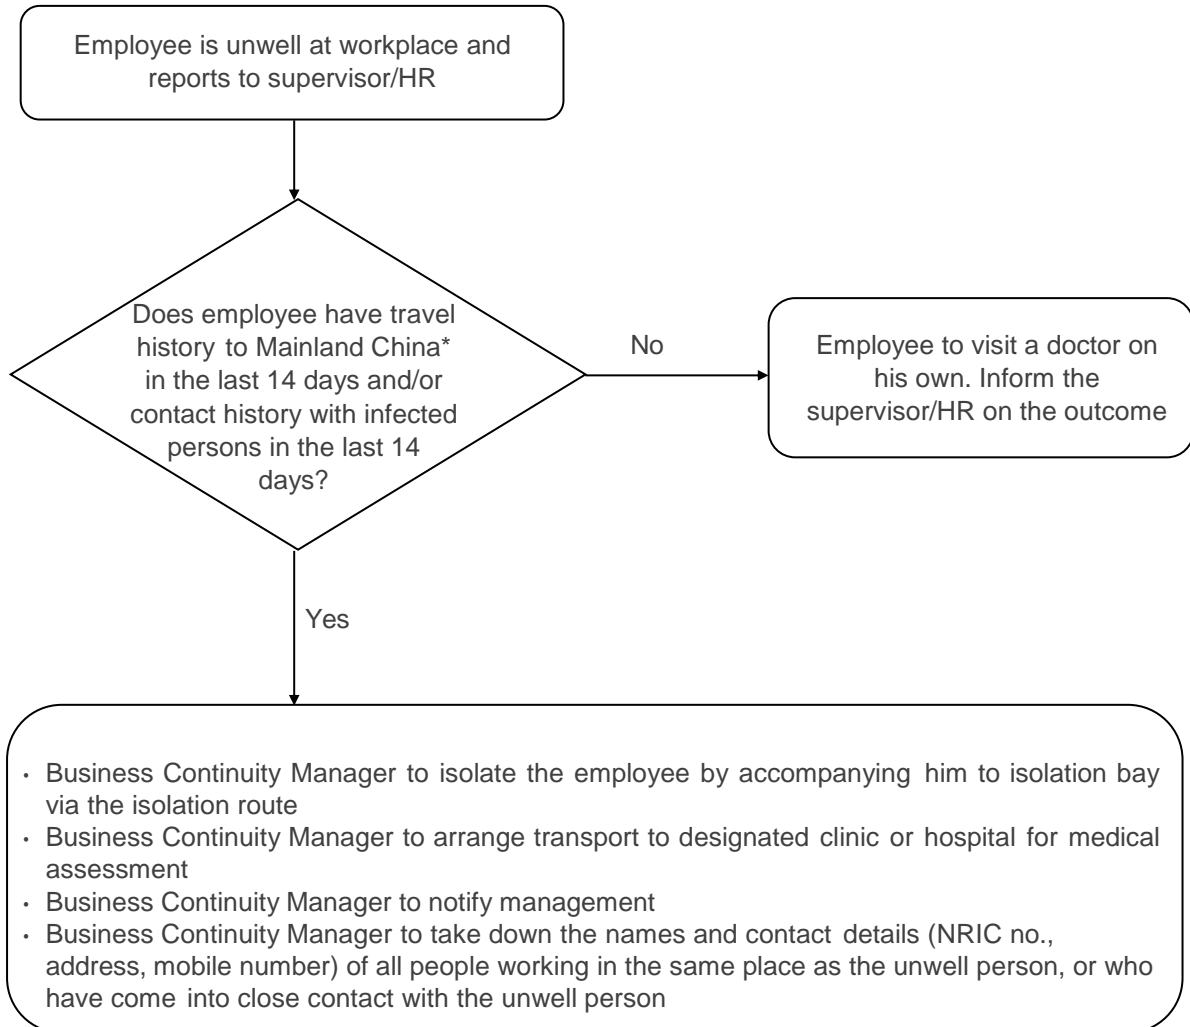 Employee is unwell at workplace and
reports to supervisor/HR
Does employee have travel
history to Mainland China*
in the last 14 days and/or
contact history with infected
persons in the last 14
days?
No
Employee to visit a doctor on
his own. Inform the
supervisor/HR on the outcome
Yes
• Business Continuity Manager to isolate the employee by accompanying him to isolation bay
via the isolation route
• Business Continuity Manager to arrange transport to designated clinic or hospital for medical
assessment
• Business Continuity Manager to notify management
• Business Continuity Manager to take down the names and contact details (NRIC no.,
address, mobile number) of all people working in the same place as the unwell person, or who
have come into close contact with the unwell person